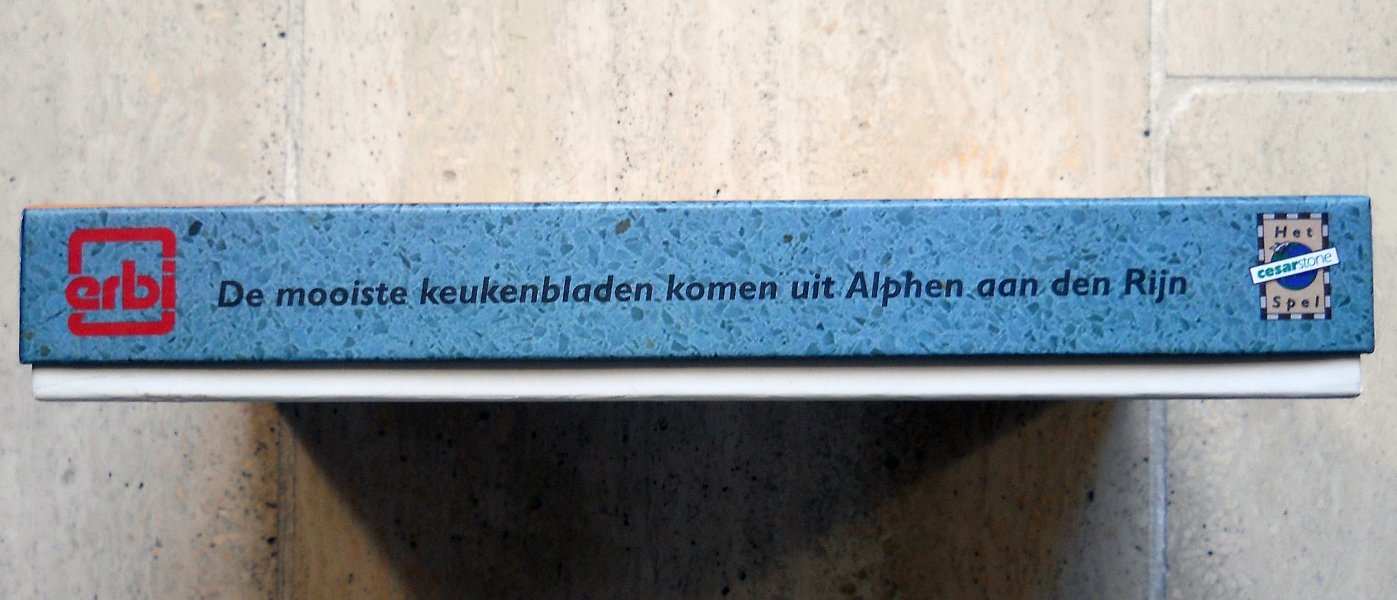 erbi
De mooiste keukenbladen komen uit Alphen aan den Rijn
Het
cesarstone
Spel